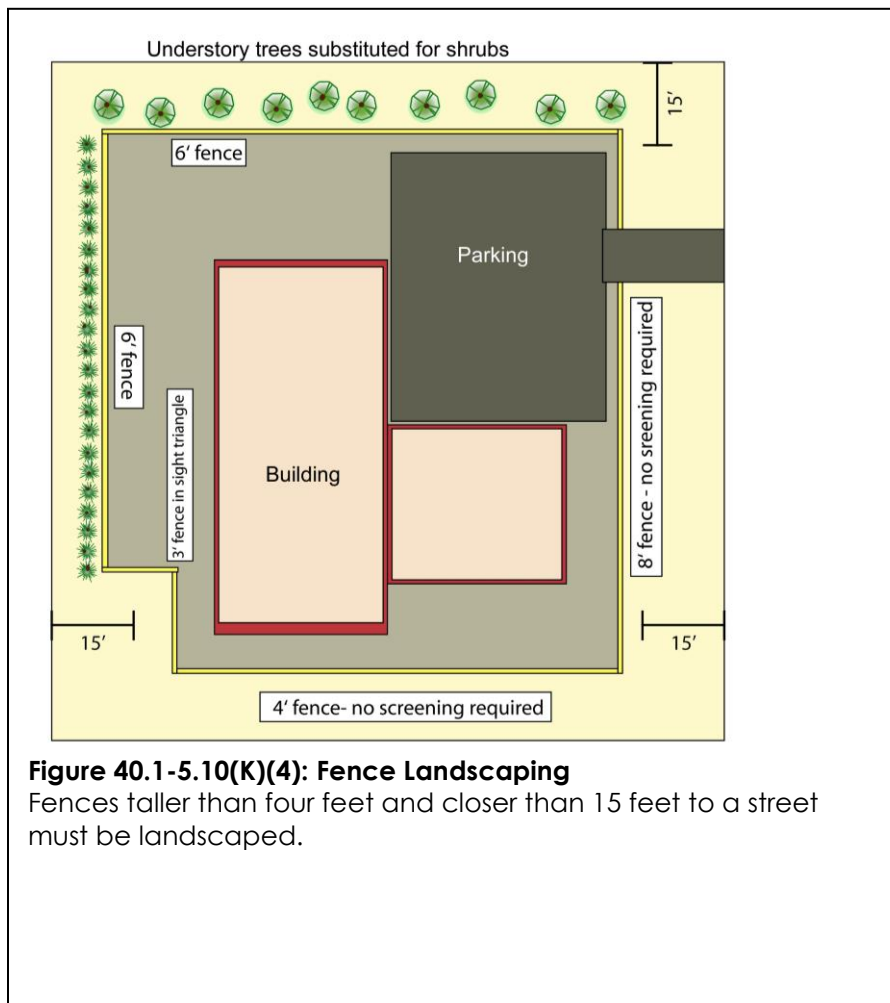 Understory trees substituted for shrubs
15'
6' fence
Parking
6' fence
3' fence in sight triangle
Building
8' fence - no sreening required
15'
15'
4' fence- no screening required
Figure 40.1-5.10(K)(4): Fence Landscaping
Fences taller than four feet and closer than 15 feet to a street
must be landscaped.